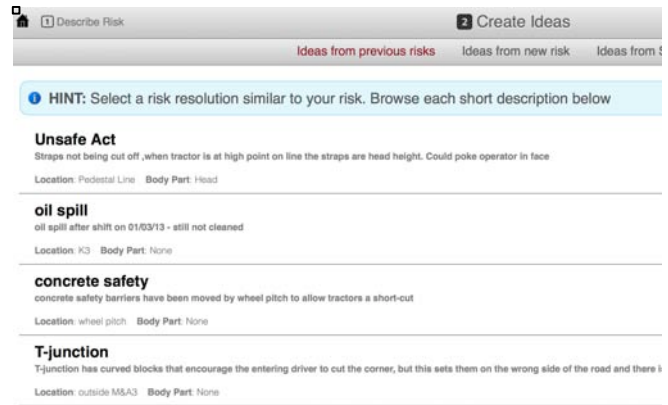 1 Describe Risk
2 Create Ideas
Ideas from previous risks Ideas from new risk Ideas from S
HINT: Select a risk resolution similar to your risk. Browse each short description below
Unsafe Act
Straps not being cut off ,when tractor is at high point on line the straps are head height. Could poke operator in face
Location: Pedestal Line Body Part: Head
oil spill
oil spill after shift on 01/03/13 - still not cleaned
Location: K3 Body Part: None
concrete safety
concrete safety barriers have been moved by wheel pitch to allow tractors a short-cut
Location: wheel pitch Body Part: None
T-junction
T-junction has curved blocks that encourage the entering driver to cut the corner, but this sets them on the wrong side of the road and there i
Location: outside M&A3 Body Part: None